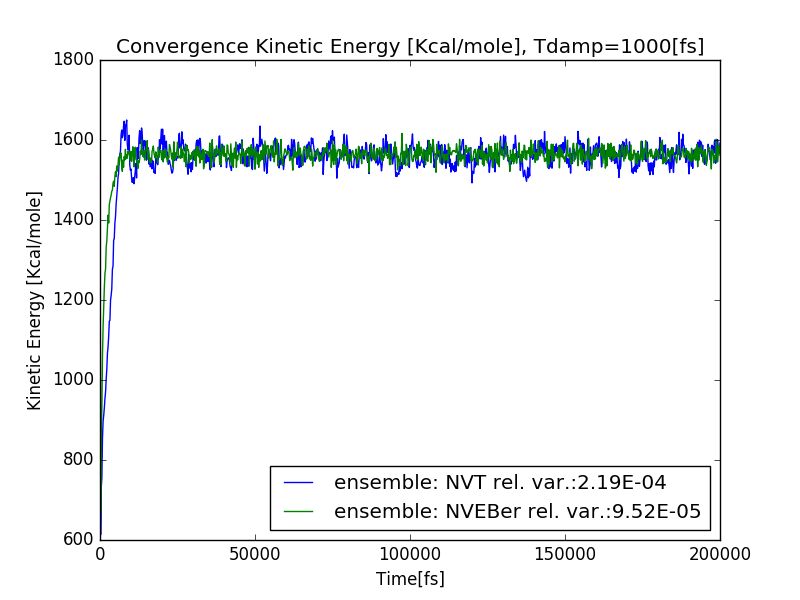 Convergence Kinetic Energy [Kcal/mole], Tdamp=1000[fs]
1800
1600
1400
1200
1000
800
600
Kinetic Energy [Kcal/mole]
ensemble: NVT rel. var.:2.19E-04
ensemble: NVEBer rel. var.:9.52E-05
0 50000 100000 150000 200000
Time[fs]